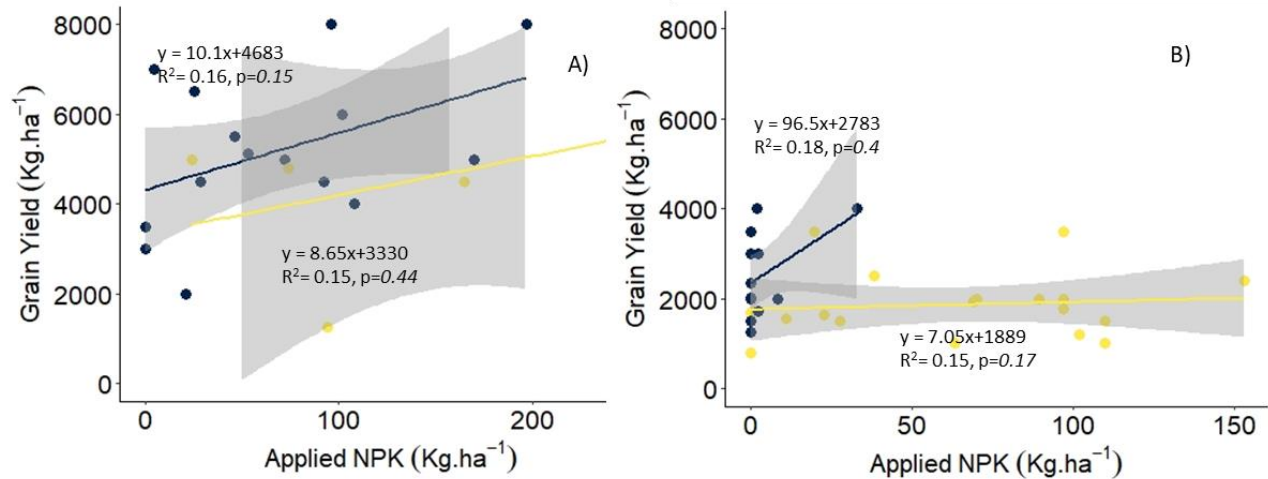 8000
6000
4000
2000
0
Grain Yield (Kg.ha⁻¹)
y = 10.1x+4683
R²= 0.16, p=0.15
A)
y = 8.65x+3330
R²= 0.15, p=0.44
0
100
200
Applied NPK (Kg.ha⁻¹)
8000
6000
4000
2000
0
Grain Yield (Kg.ha⁻¹)
B)
y = 96.5x+2783
R²= 0.18, p=0.4
y = 7.05x+1889
R²= 0.15, p=0.17
0
50
100
150
Applied NPK (Kg.ha⁻¹)